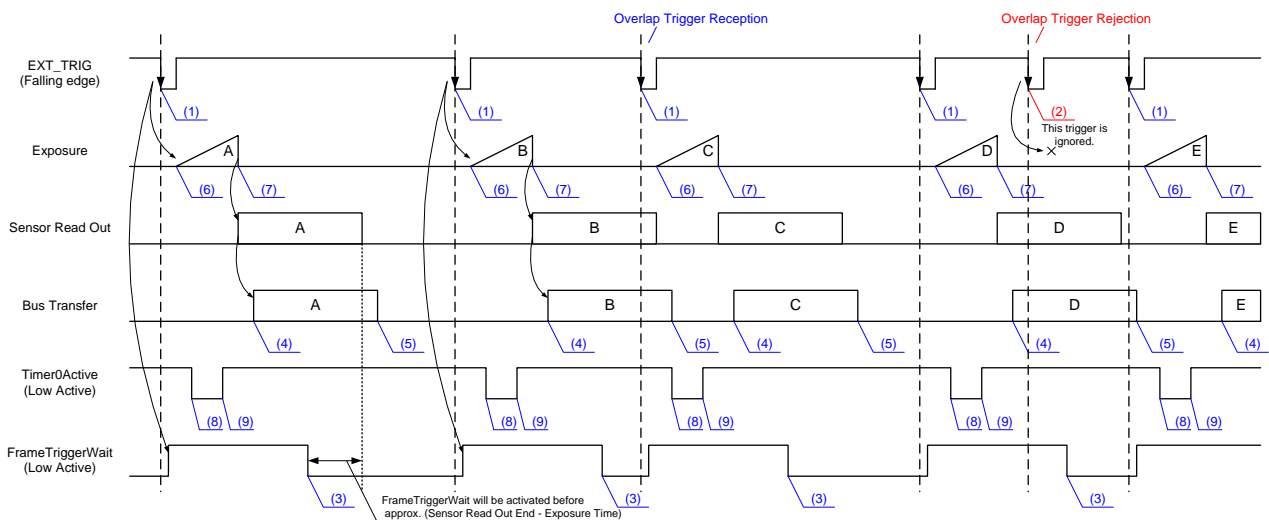 Overlap Trigger Reception
Overlap Trigger Rejection
EXT_TRIG
(Falling edge)
(1)
(1)
(1)
(1)
(2)
(1)
This trigger is
ignored.
Exposure
A
B
C
D
E
(6)
(7)
(6)
(7)
(6)
(7)
(6)
(7)
(6)
(7)
Sensor Read Out
A
B
C
D
E
Bus Transfer
A
B
C
D
E
(4)
(5)
(4)
(5)
(4)
(5)
(4)
(5)
(4)
Timer0Active
(Low Active)
(8)
(9)
(8)
(9)
(8)
(9)
(8)
(9)
(8)
(9)
FrameTriggerWait
(Low Active)
(3)
(3)
(3)
(3)
FrameTriggerWait will be activated before
approx. (Sensor Read Out End - Exposure Time)